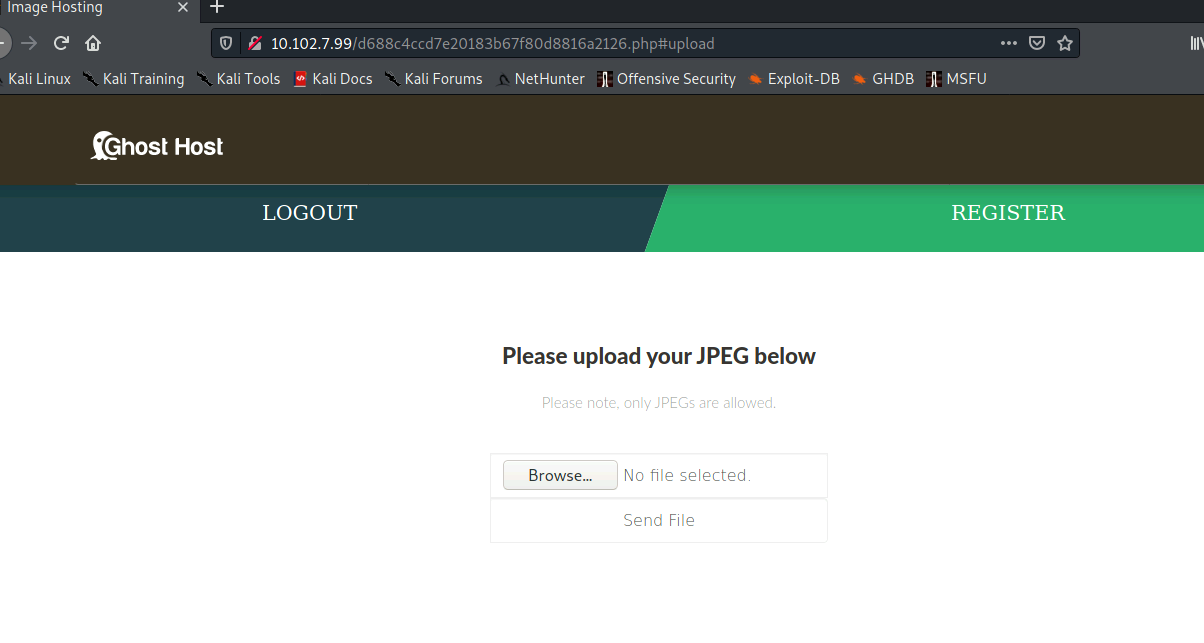 Image Hosting
10.102.7.99/d688c4ccd7e20183b67f80d8816a2126.php#upload
Kali Linux Kali Training Kali Tools Kali Docs Kali Forums NetHunter Offensive Security Exploit-DB GHDB MSFU
Ghost Host
LOGOUT REGISTER
Please upload your JPEG below
Please note, only JPEGs are allowed.
Browse... No file selected.
Send File